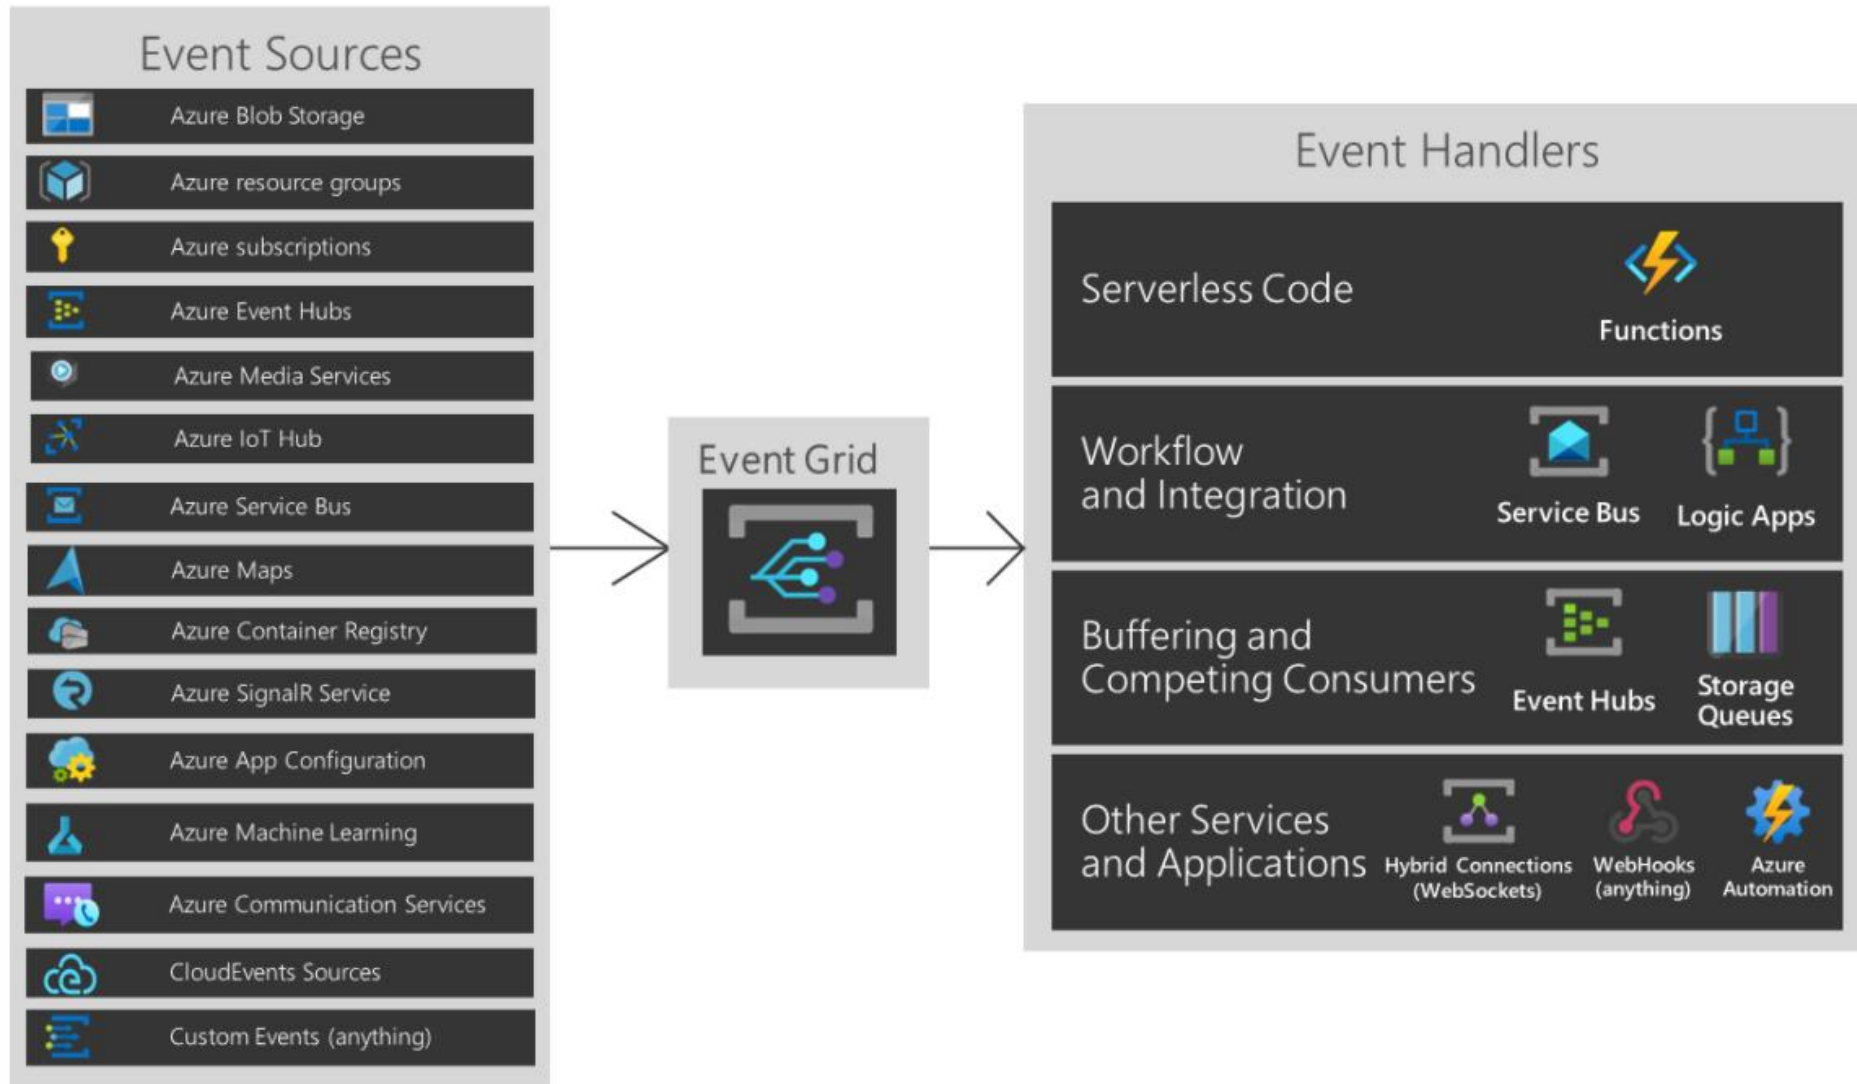 Event Sources
Azure Blob Storage
Azure resource groups
Azure subscriptions
Azure Event Hubs
Azure Media Services
Azure IoT Hub
Azure Service Bus
Azure Maps
Azure Container Registry
Azure SignalR Service
Azure App Configuration
Azure Machine Learning
Azure Communication Services
CloudEvents Sources
Custom Events (anything)
Event Grid
Event Handlers
Serverless Code
Functions
Workflow
and Integration
Service Bus
Logic Apps
Buffering and
Competing Consumers
Event Hubs
Storage
Queues
Other Services
and Applications
Hybrid Connections
(WebSockets)
WebHooks
(anything)
Azure
Automation